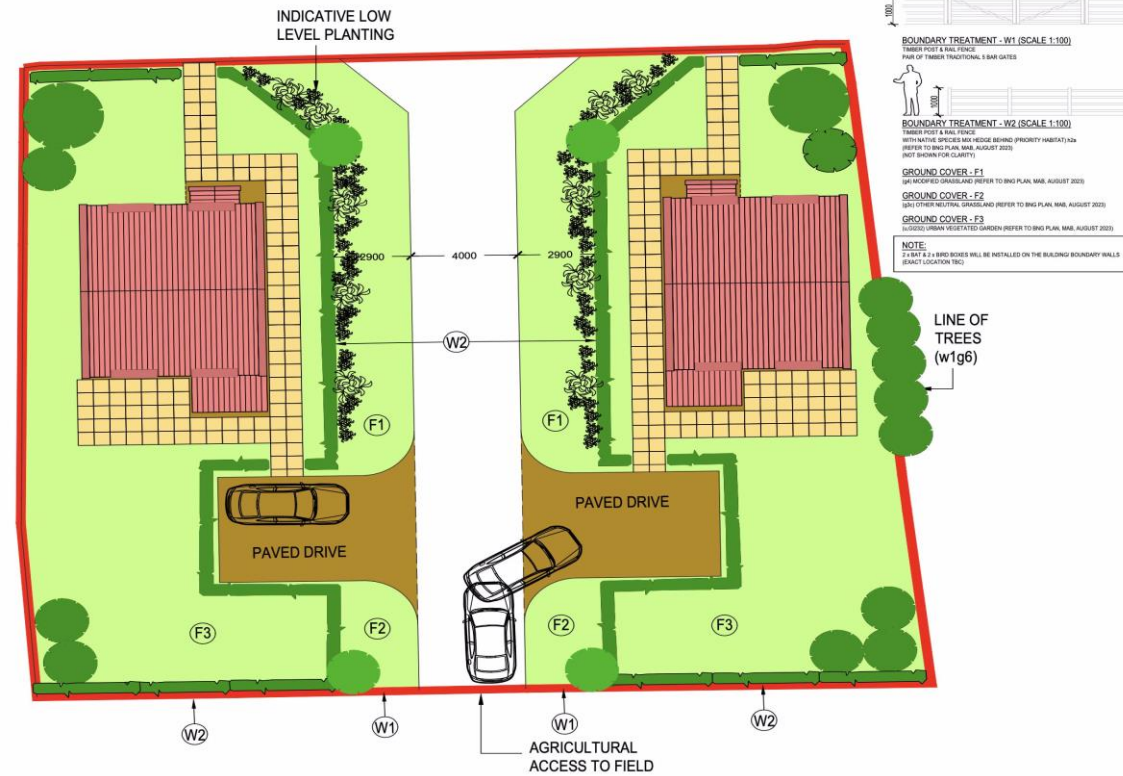 INDICATIVE LOW
LEVEL PLANTING
2900
4000
2900
W2
F1
F1
PAVED DRIVE
PAVED DRIVE
F3
F2
F2
F3
W2
W1
W1
W2
AGRICULTURAL
ACCESS TO FIELD
LINE OF
TREES
(w1g6)
1000
BOUNDARY TREATMENT - W1 (SCALE 1:100)
TIMBER POST & RAIL FENCE
PAIR OF TIMBER TRADITIONAL 5 BAR GATES
1000
BOUNDARY TREATMENT - W2 (SCALE 1:100)
TIMBER POST & RAIL FENCE
WITH NATIVE SPECIES MIX HEDGE BEHIND (PRIORITY HABITAT) h2a
(REFER TO BNG PLAN, MAB, AUGUST 2023)
(NOT SHOWN FOR CLARITY)
GROUND COVER - F1
(g4) MODIFIED GRASSLAND (REFER TO BNG PLAN, MAB, AUGUST 2023)
GROUND COVER - F2
(g3c) OTHER NEUTRAL GRASSLAND (REFER TO BNG PLAN, MAB, AUGUST 2023)
GROUND COVER - F3
URBAN VEGETATED GARDEN (REFER TO BNG PLAN, MAB, AUGUST 2023)
NOTE:
2 x BAT & 2 x BIRD BOXES WILL BE INSTALLED ON THE BUILDING/ BOUNDARY WALLS
(EXACT LOCATION TBC)